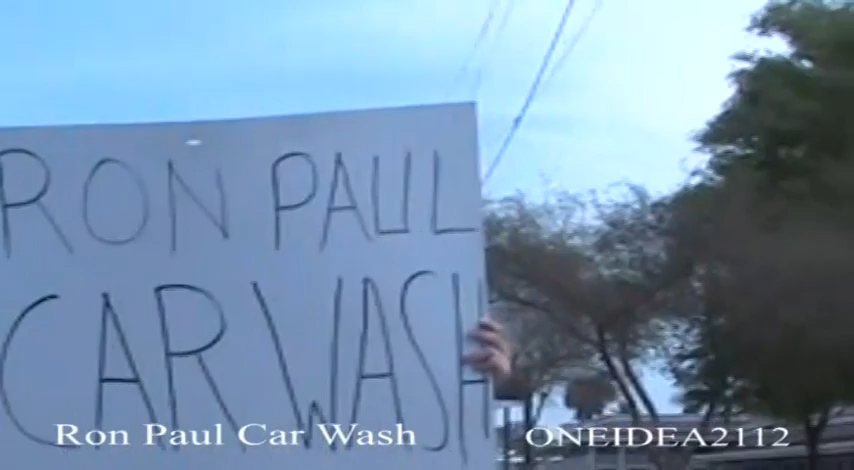 RON PAUL
CAR WASH
Ron Paul Car Wash
ONEIDEA2112